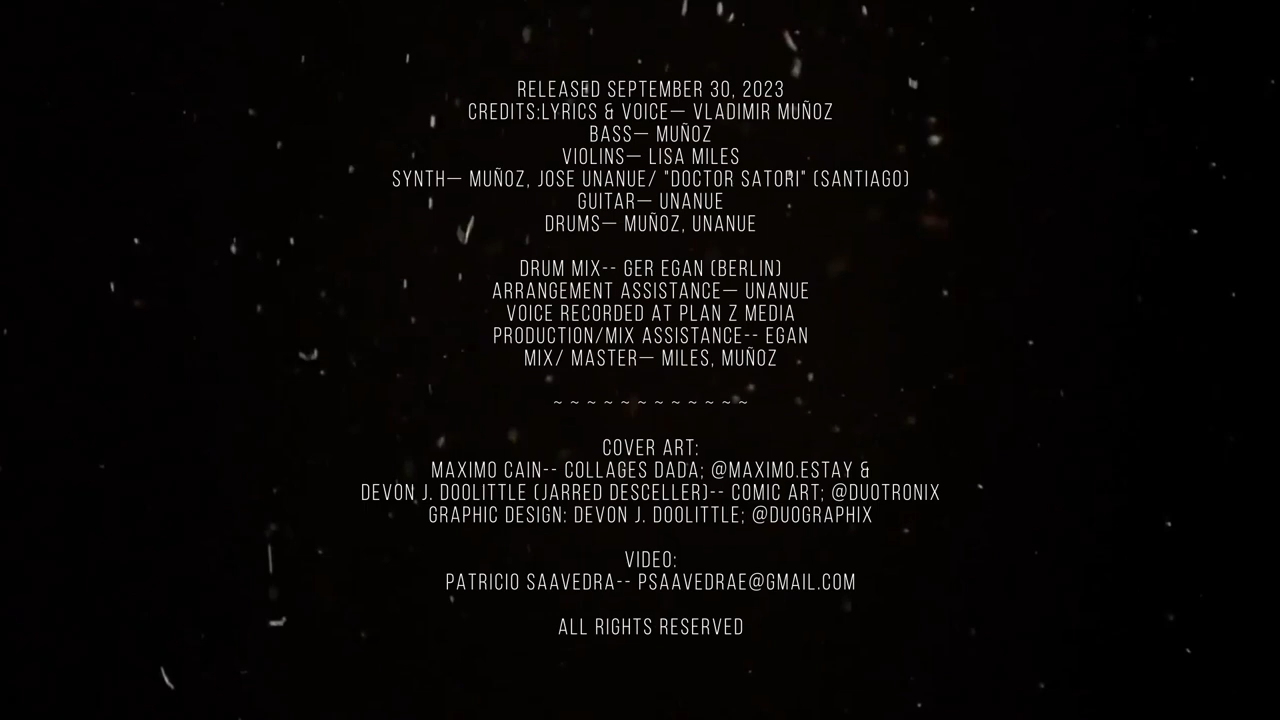 RELEASED SEPTEMBER 30, 2023
CREDITS:LYRICS & VOICE— VLADIMIR MUÑOZ
BASS— MUÑOZ
VIOLINS— LISA MILES
SYNTH— MUÑOZ, JOSE UNANUE/ "DOCTOR SATORI" (SANTIAGO)
GUITAR— UNANUE
DRUMS— MUÑOZ, UNANUE
DRUM MIX-- GER EGAN (BERLIN)
ARRANGEMENT ASSISTANCE— UNANUE
VOICE RECORDED AT PLAN Z MEDIA
PRODUCTION/MIX ASSISTANCE-- EGAN
MIX/ MASTER— MILES, MUÑOZ
~ ~ ~ ~ ~ ~ ~ ~ ~ ~ ~ ~
COVER ART:
MAXIMO CAIN-- COLLAGES DADA; @MAXIMO.ESTAY &
DEVON J. DOOLITTLE (JARRED DESCELLER)-- COMIC ART; @DUOTRONIX
GRAPHIC DESIGN: DEVON J. DOOLITTLE; @DUOGRAPHIX
VIDEO:
PATRICIO SAAVEDRA-- PSAAVEDRAE@GMAIL.COM
ALL RIGHTS RESERVED